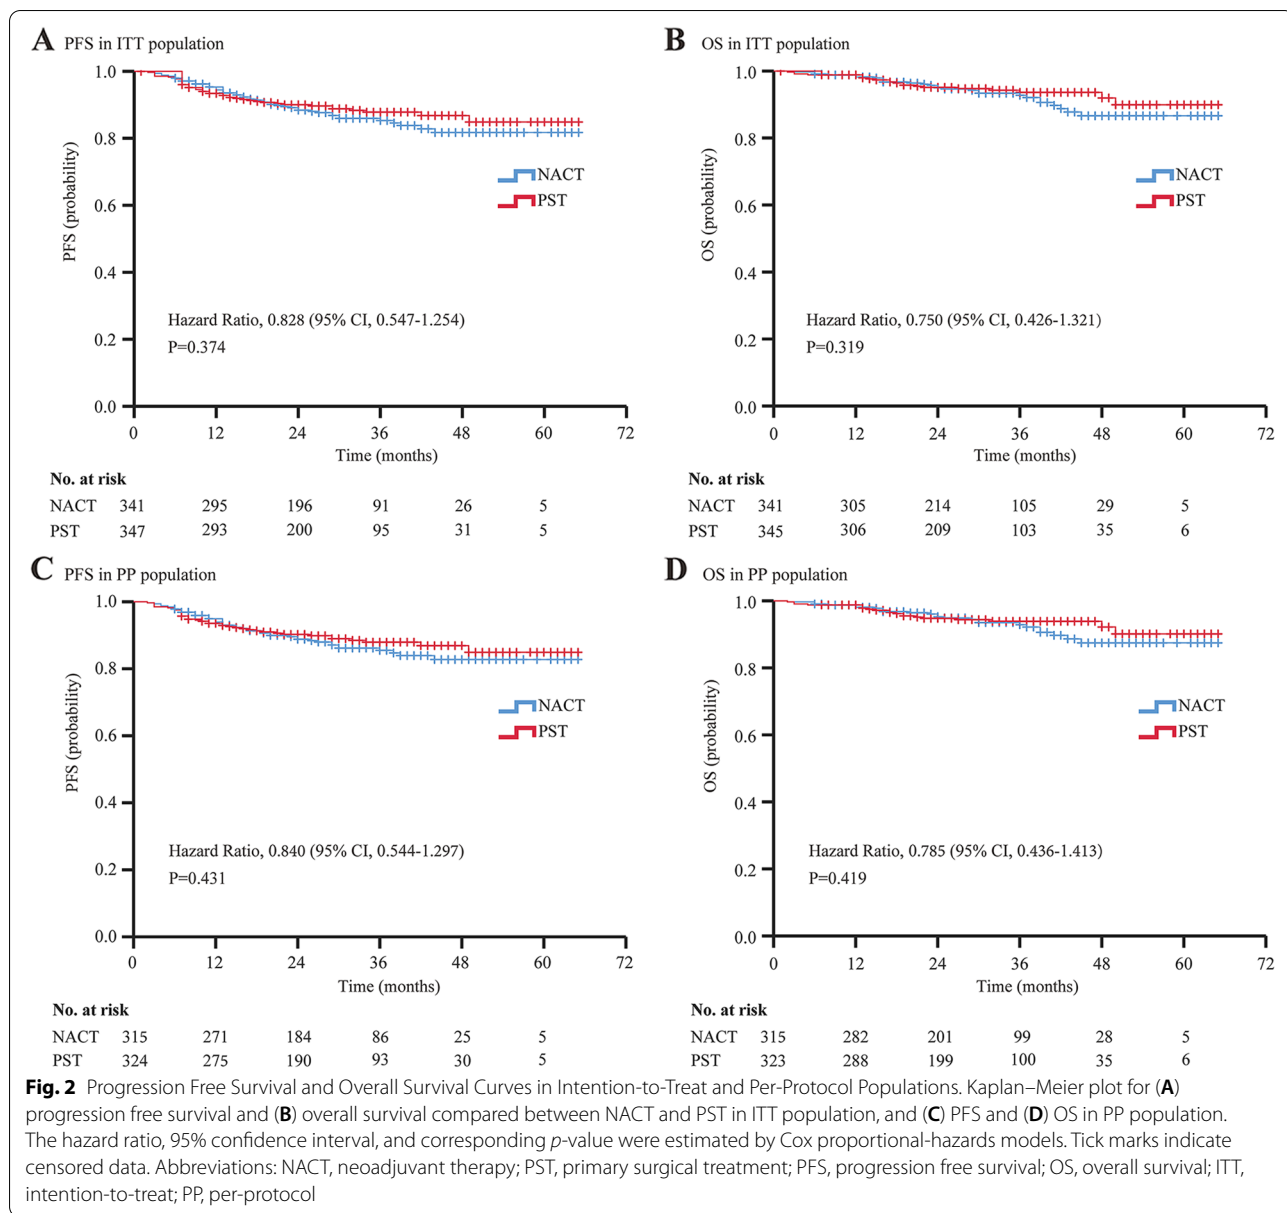 A PFS in ITT population
1.0
0.8
0.6
0.4
0.2
0.0
PFS (probability)
NACT
PST
Hazard Ratio, 0.828 (95% CI, 0.547-1.254)
P=0.374
0 12 24 36 48 60 72
Time (months)
No. at risk
NACT 341 295 196 91 26 5
PST 347 293 200 95 31 5
B OS in ITT population
1.0
0.8
0.6
0.4
0.2
0.0
OS (probability)
NACT
PST
Hazard Ratio, 0.750 (95% CI, 0.426-1.321)
P=0.319
0 12 24 36 48 60 72
Time (months)
No. at risk
NACT 341 305 214 105 29 5
PST 345 306 209 103 35 6
C PFS in PP population
1.0
0.8
0.6
0.4
0.2
0.0
PFS (probability)
NACT
PST
Hazard Ratio, 0.840 (95% CI, 0.544-1.297)
P=0.431
0 12 24 36 48 60 72
Time (months)
No. at risk
NACT 315 271 184 86 25 5
PST 324 275 190 93 30 5
D OS in PP population
1.0
0.8
0.6
0.4
0.2
0.0
OS (probability)
NACT
PST
Hazard Ratio, 0.785 (95% CI, 0.436-1.413)
P=0.419
0 12 24 36 48 60 72
Time (months)
No. at risk
NACT 315 282 201 99 28 5
PST 323 288 199 100 35 6
Fig. 2 Progression Free Survival and Overall Survival Curves in Intention-to-Treat and Per-Protocol Populations. Kaplan–Meier plot for (A)
progression free survival and (B) overall survival compared between NACT and PST in ITT population, and (C) PFS and (D) OS in PP population.
The hazard ratio, 95% confidence interval, and corresponding p-value were estimated by Cox proportional-hazards models. Tick marks indicate
censored data. Abbreviations: NACT, neoadjuvant therapy; PST, primary surgical treatment; PFS, progression free survival; OS, overall survival; ITT,
intention-to-treat; PP, per-protocol